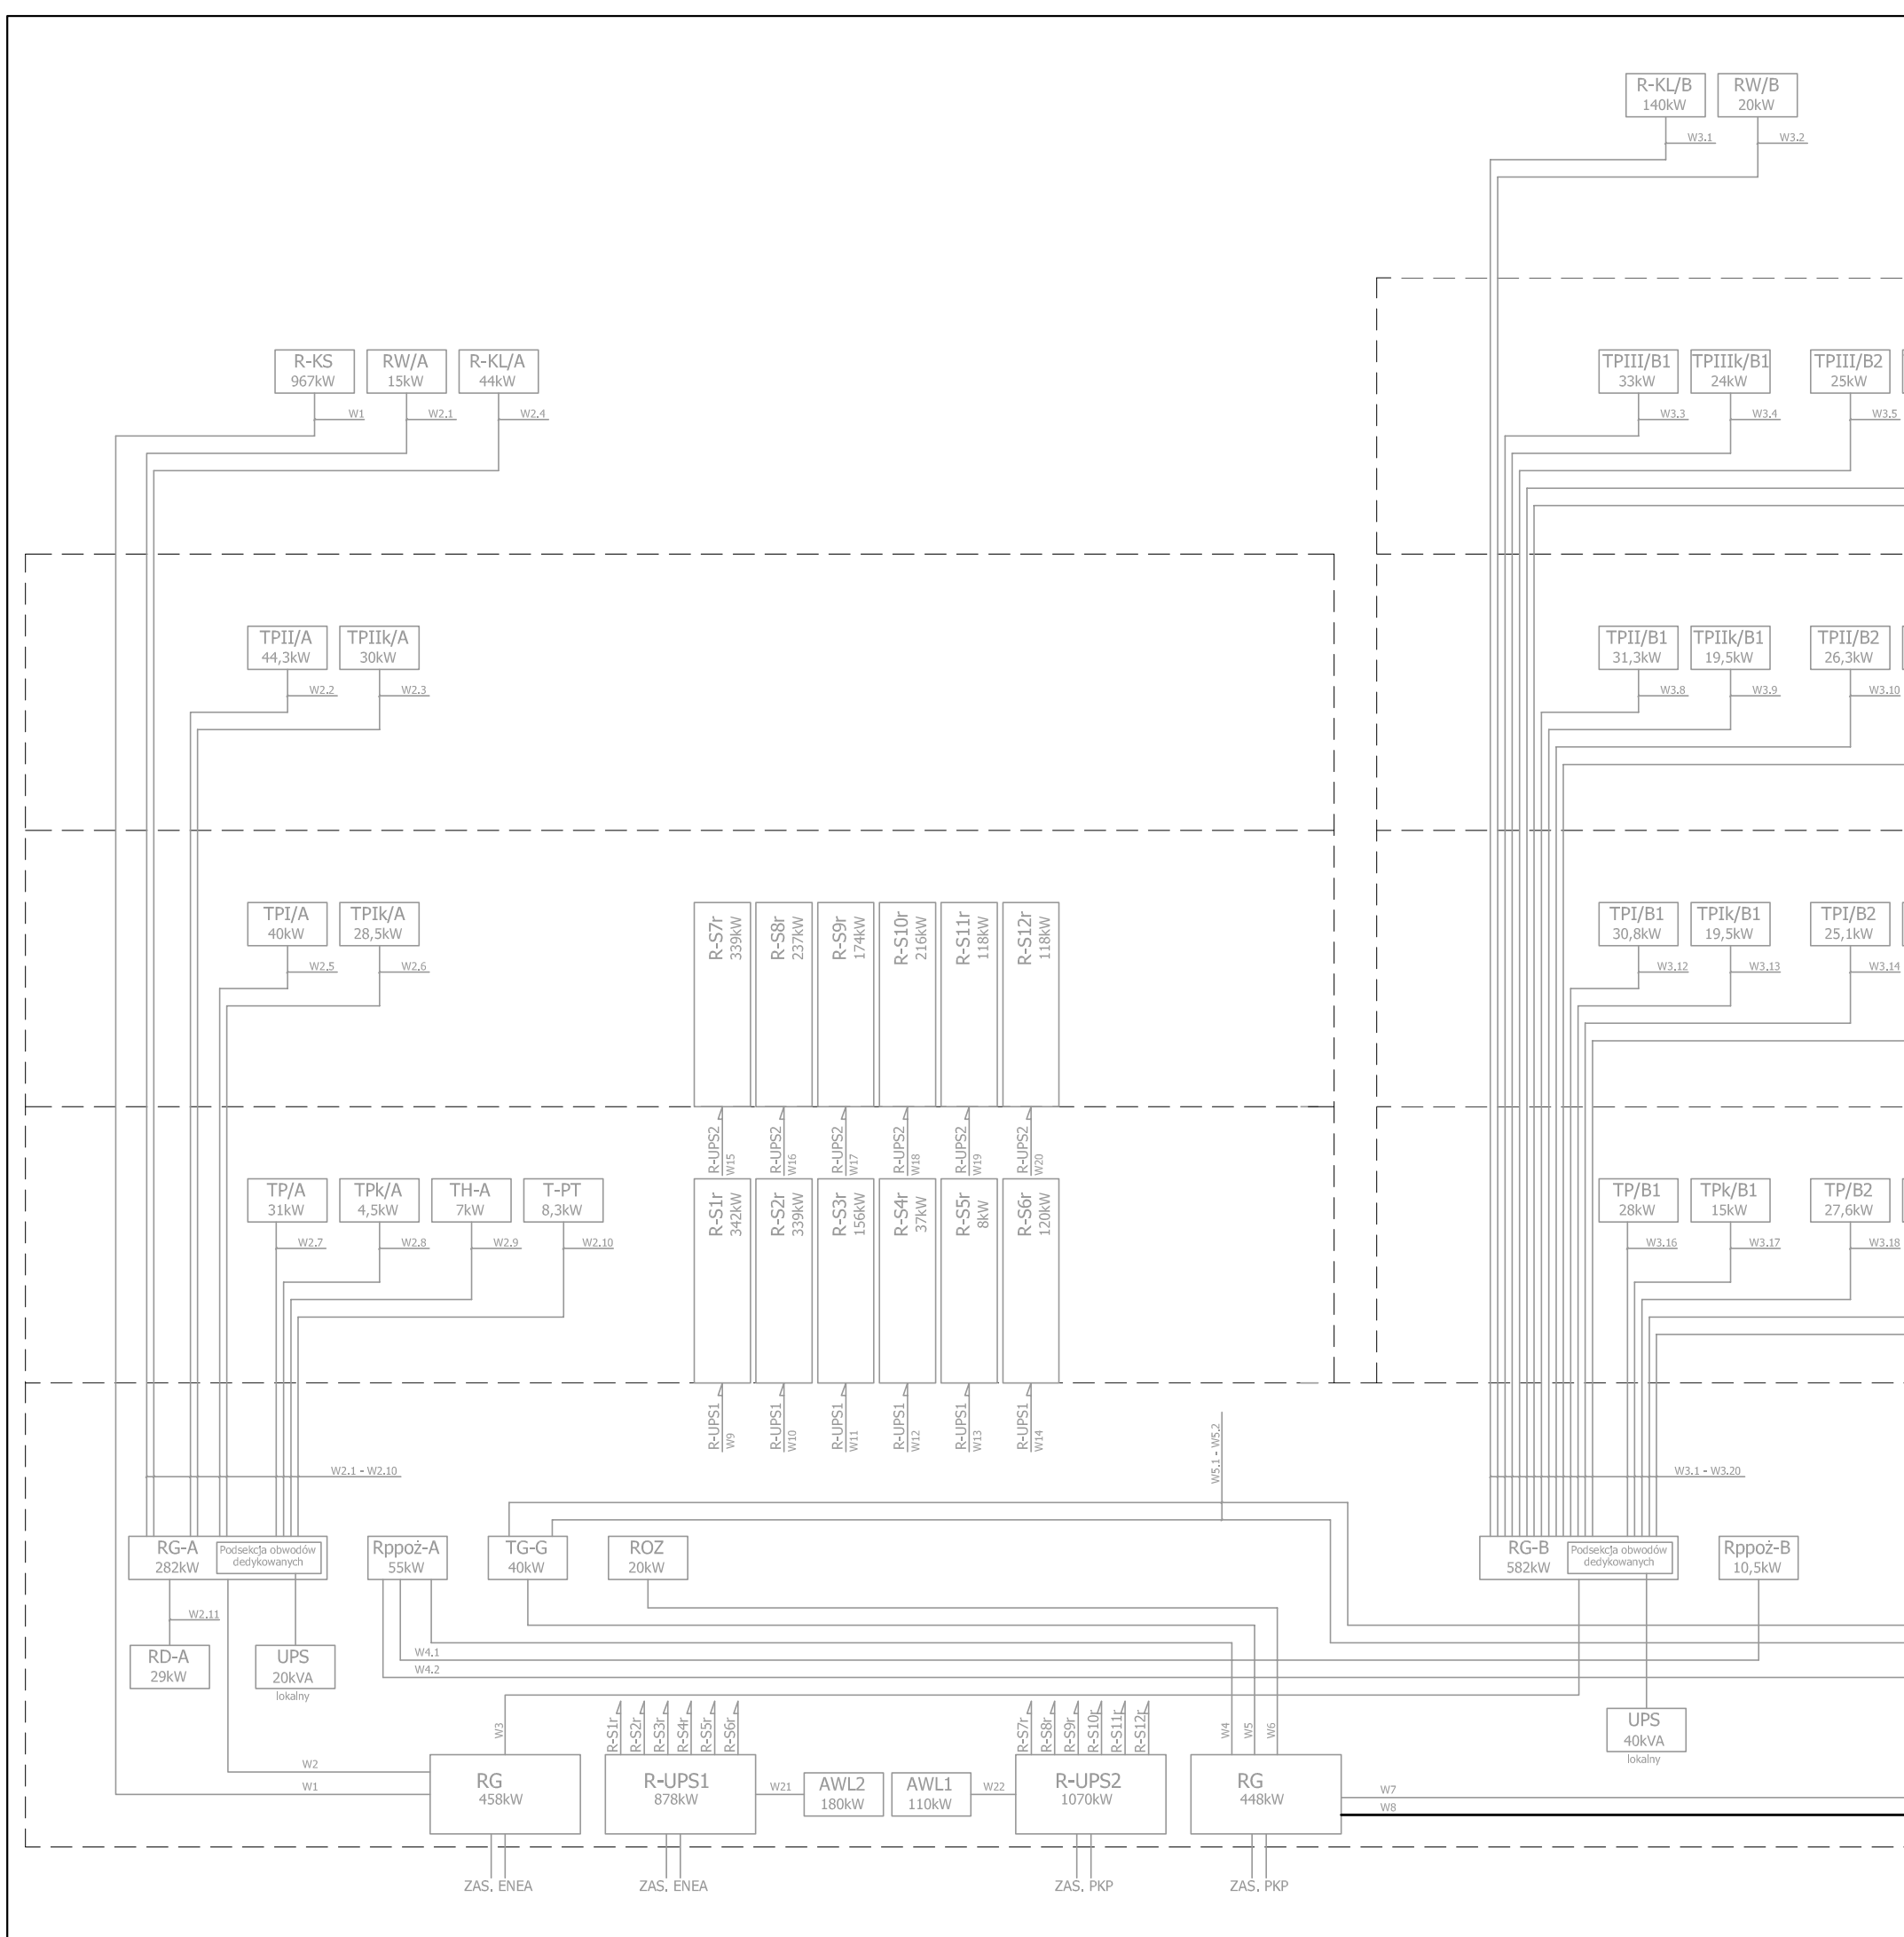 R-KL/B
140kW
RW/B
20kW
W3.1
W3.2
R-KS
967kW
RW/A
15kW
R-KL/A
44kW
W1
W2.1
W2.4
TPIII/B1
33kW
TPIIIk/B1
24kW
TPIII/B2
25kW
W3.3
W3.4
W3.5
TPII/A
44,3kW
TPIIk/A
30kW
W2.2
W2.3
TPII/B1
31,3kW
TPIIk/B1
19,5kW
TPII/B2
26,3kW
W3.8
W3.9
W3.10
TPI/A
40kW
TPIk/A
28,5kW
W2.5
W2.6
R-S7r
339kW
R-S8r
237kW
R-S9r
174kW
R-S10r
216kW
R-S11r
118kW
R-S12r
118kW
TPI/B1
30,8kW
TPIk/B1
19,5kW
TPI/B2
25,1kW
W3.12
W3.13
W3.14
R-UPS2
W15
R-UPS2
W16
R-UPS2
W17
R-UPS2
W18
R-UPS2
W19
R-UPS2
W20
TP/A
31kW
TPk/A
4,5kW
TH-A
7kW
T-PT
8,3kW
W2.7
W2.8
W2.9
W2.10
R-S1r
342kW
R-S2r
339kW
R-S3r
156kW
R-S4r
37kW
R-S5r
8kW
R-S6r
120kW
TP/B1
28kW
TPk/B1
15kW
TP/B2
27,6kW
W3.16
W3.17
W3.18
R-UPS1
W9
R-UPS1
W10
R-UPS1
W11
R-UPS1
W12
R-UPS1
W13
R-UPS1
W14
W5.1 - W5.2
W2.1 - W2.10
W3.1 - W3.20
RG-A
282kW
Podsekcja obwodów
dedykowanych
Rppoż-A
55kW
TG-G
40kW
ROZ
20kW
RG-B
582kW
Podsekcja obwodów
dedykowanych
Rppoż-B
10,5kW
W2.11
RD-A
29kW
UPS
20kVA
lokalny
W4.1
W4.2
W3
R-S1r
R-S2r
R-S3r
R-S4r
R-S5r
R-S6r
R-S7r
R-S8r
R-S9r
R-S10r
R-S11r
R-S12r
W4
W5
W6
UPS
40kVA
lokalny
W2
W1
RG
458kW
R-UPS1
878kW
W21
AWL2
180kW
AWL1
110kW
W22
R-UPS2
1070kW
RG
448kW
W7
W8
ZAS. ENEA
ZAS. ENEA
ZAS. PKP
ZAS. PKP